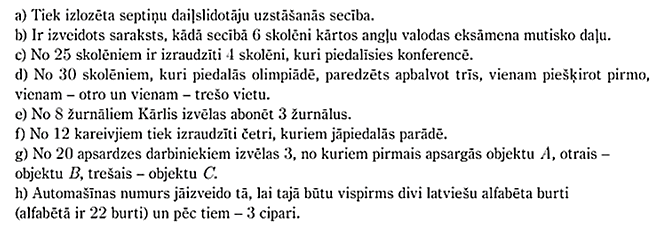 a) Tiek izlozēta septiņu daiļslidotāju uzstāšanās secība.
b) Ir izveidots saraksts, kādā secībā 6 skolēni kārtos angļu valodas eksāmena mutisko daļu.
c) No 25 skolēniem ir izraudzīti 4 skolēni, kuri piedalīsies konferencē.
d) No 30 skolēniem, kuri piedalās olimpiādē, paredzēts apbalvot trīs, vienam piešķirot pirmo,
vienam – otro un vienam – trešo vietu.
e) No 8 žurnāliem Kārlis izvēlas abonēt 3 žurnālus.
f) No 12 kareivjiem tiek izraudzīti četri, kuriem jāpiedalās parādē.
g) No 20 apsardzes darbiniekiem izvēlas 3, no kuriem pirmais apsargās objektu A, otrais –
objektu B, trešais – objektu C.
h) Automašīnas numurs jāizveido tā, lai tajā būtu vispirms divi latviešu alfabēta burti
(alfabētā ir 22 burti) un pēc tiem – 3 cipari.